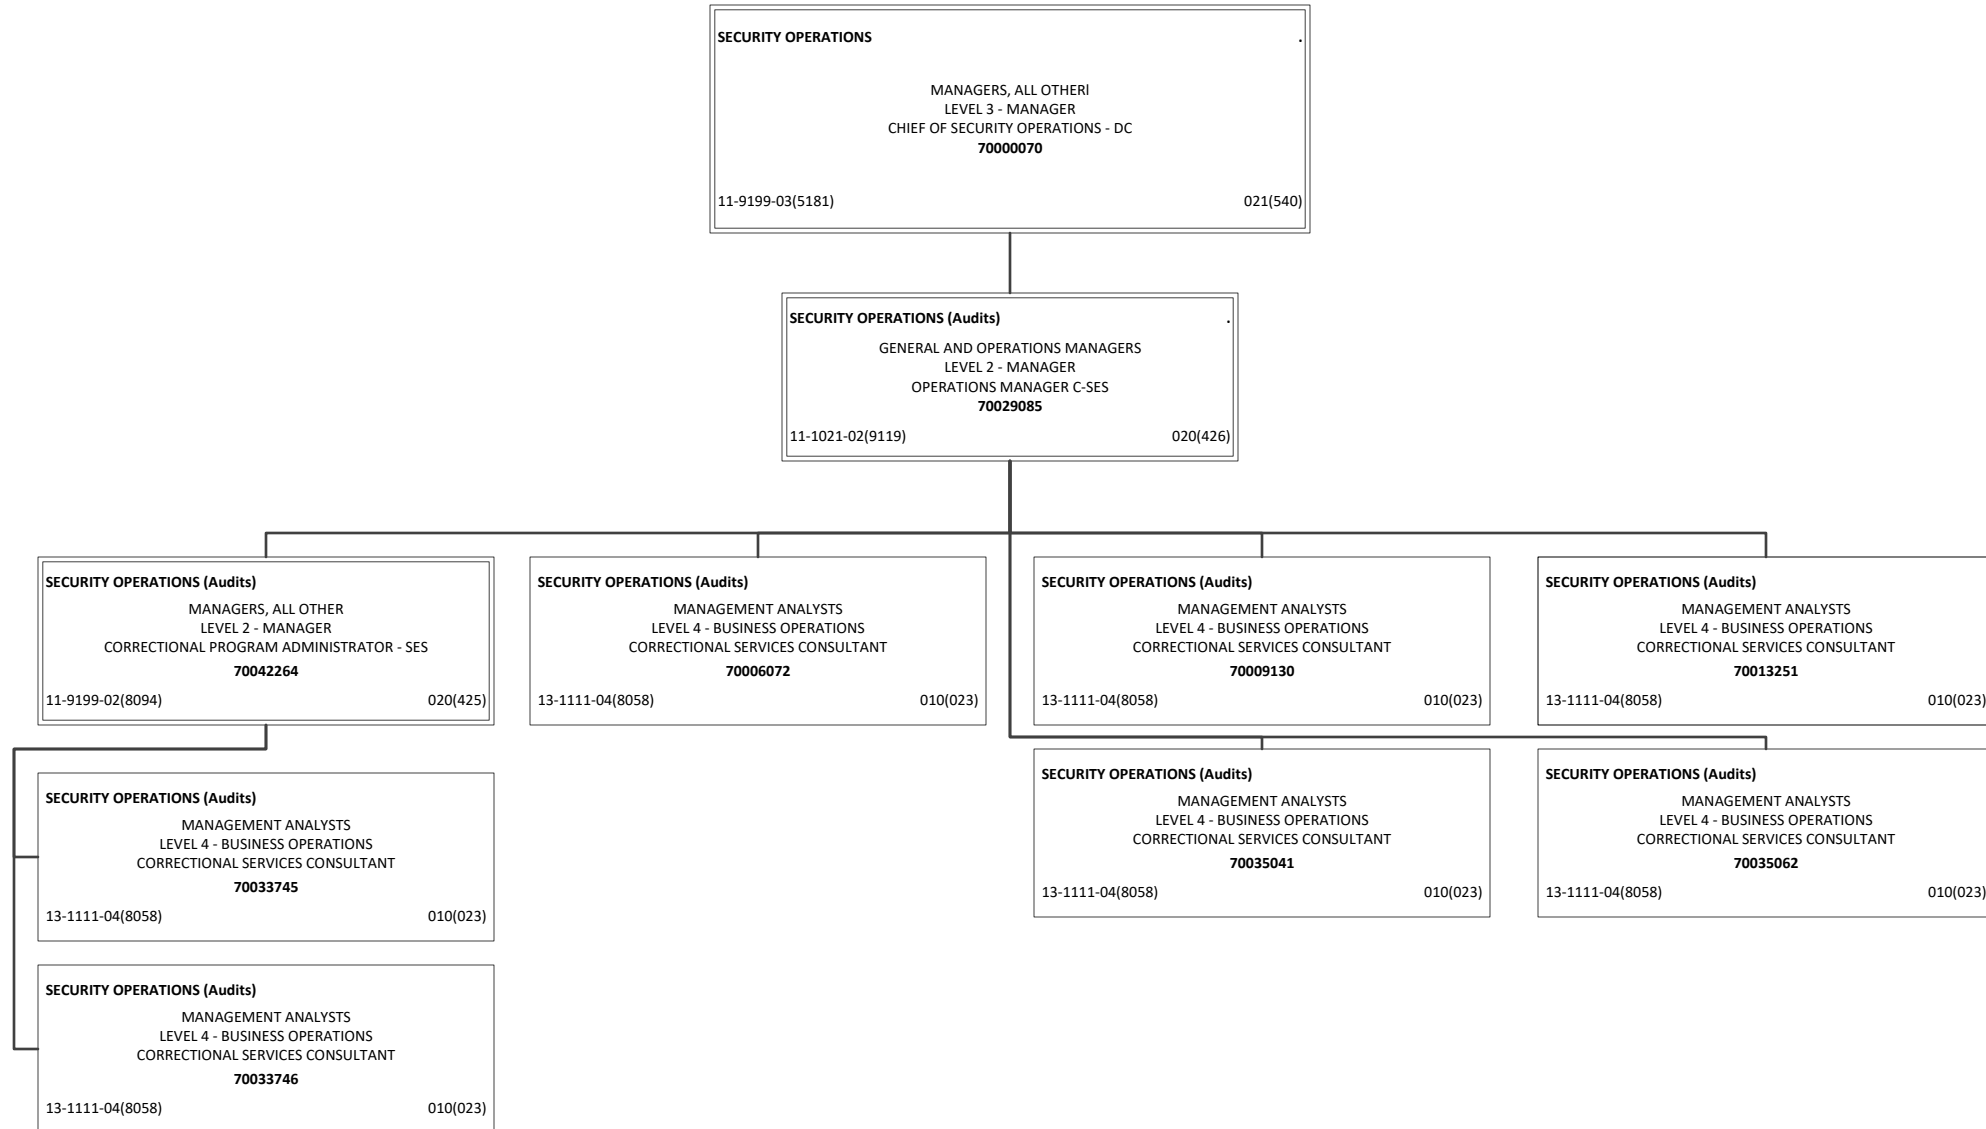 SECURITY OPERATIONS .
MANAGERS, ALL OTHERl
LEVEL 3 - MANAGER
CHIEF OF SECURITY OPERATIONS - DC
70000070
11-9199-03(5181) 021(540)
SECURITY OPERATIONS (Audits) .
GENERAL AND OPERATIONS MANAGERS
LEVEL 2 - MANAGER
OPERATIONS MANAGER C-SES
70029085
11-1021-02(9119) 020(426)
SECURITY OPERATIONS (Audits)
MANAGERS, ALL OTHER
LEVEL 2 - MANAGER
CORRECTIONAL PROGRAM ADMINISTRATOR - SES
70042264
11-9199-02(8094) 020(425)
SECURITY OPERATIONS (Audits)
MANAGEMENT ANALYSTS
LEVEL 4 - BUSINESS OPERATIONS
CORRECTIONAL SERVICES CONSULTANT
70006072
13-1111-04(8058) 010(023)
SECURITY OPERATIONS (Audits)
MANAGEMENT ANALYSTS
LEVEL 4 - BUSINESS OPERATIONS
CORRECTIONAL SERVICES CONSULTANT
70009130
13-1111-04(8058) 010(023)
SECURITY OPERATIONS (Audits)
MANAGEMENT ANALYSTS
LEVEL 4 - BUSINESS OPERATIONS
CORRECTIONAL SERVICES CONSULTANT
70013251
13-1111-04(8058) 010(023)
SECURITY OPERATIONS (Audits)
MANAGEMENT ANALYSTS
LEVEL 4 - BUSINESS OPERATIONS
CORRECTIONAL SERVICES CONSULTANT
70033745
13-1111-04(8058) 010(023)
SECURITY OPERATIONS (Audits)
MANAGEMENT ANALYSTS
LEVEL 4 - BUSINESS OPERATIONS
CORRECTIONAL SERVICES CONSULTANT
70035041
13-1111-04(8058) 010(023)
SECURITY OPERATIONS (Audits)
MANAGEMENT ANALYSTS
LEVEL 4 - BUSINESS OPERATIONS
CORRECTIONAL SERVICES CONSULTANT
70035062
13-1111-04(8058) 010(023)
SECURITY OPERATIONS (Audits)
MANAGEMENT ANALYSTS
LEVEL 4 - BUSINESS OPERATIONS
CORRECTIONAL SERVICES CONSULTANT
70033746
13-1111-04(8058) 010(023)